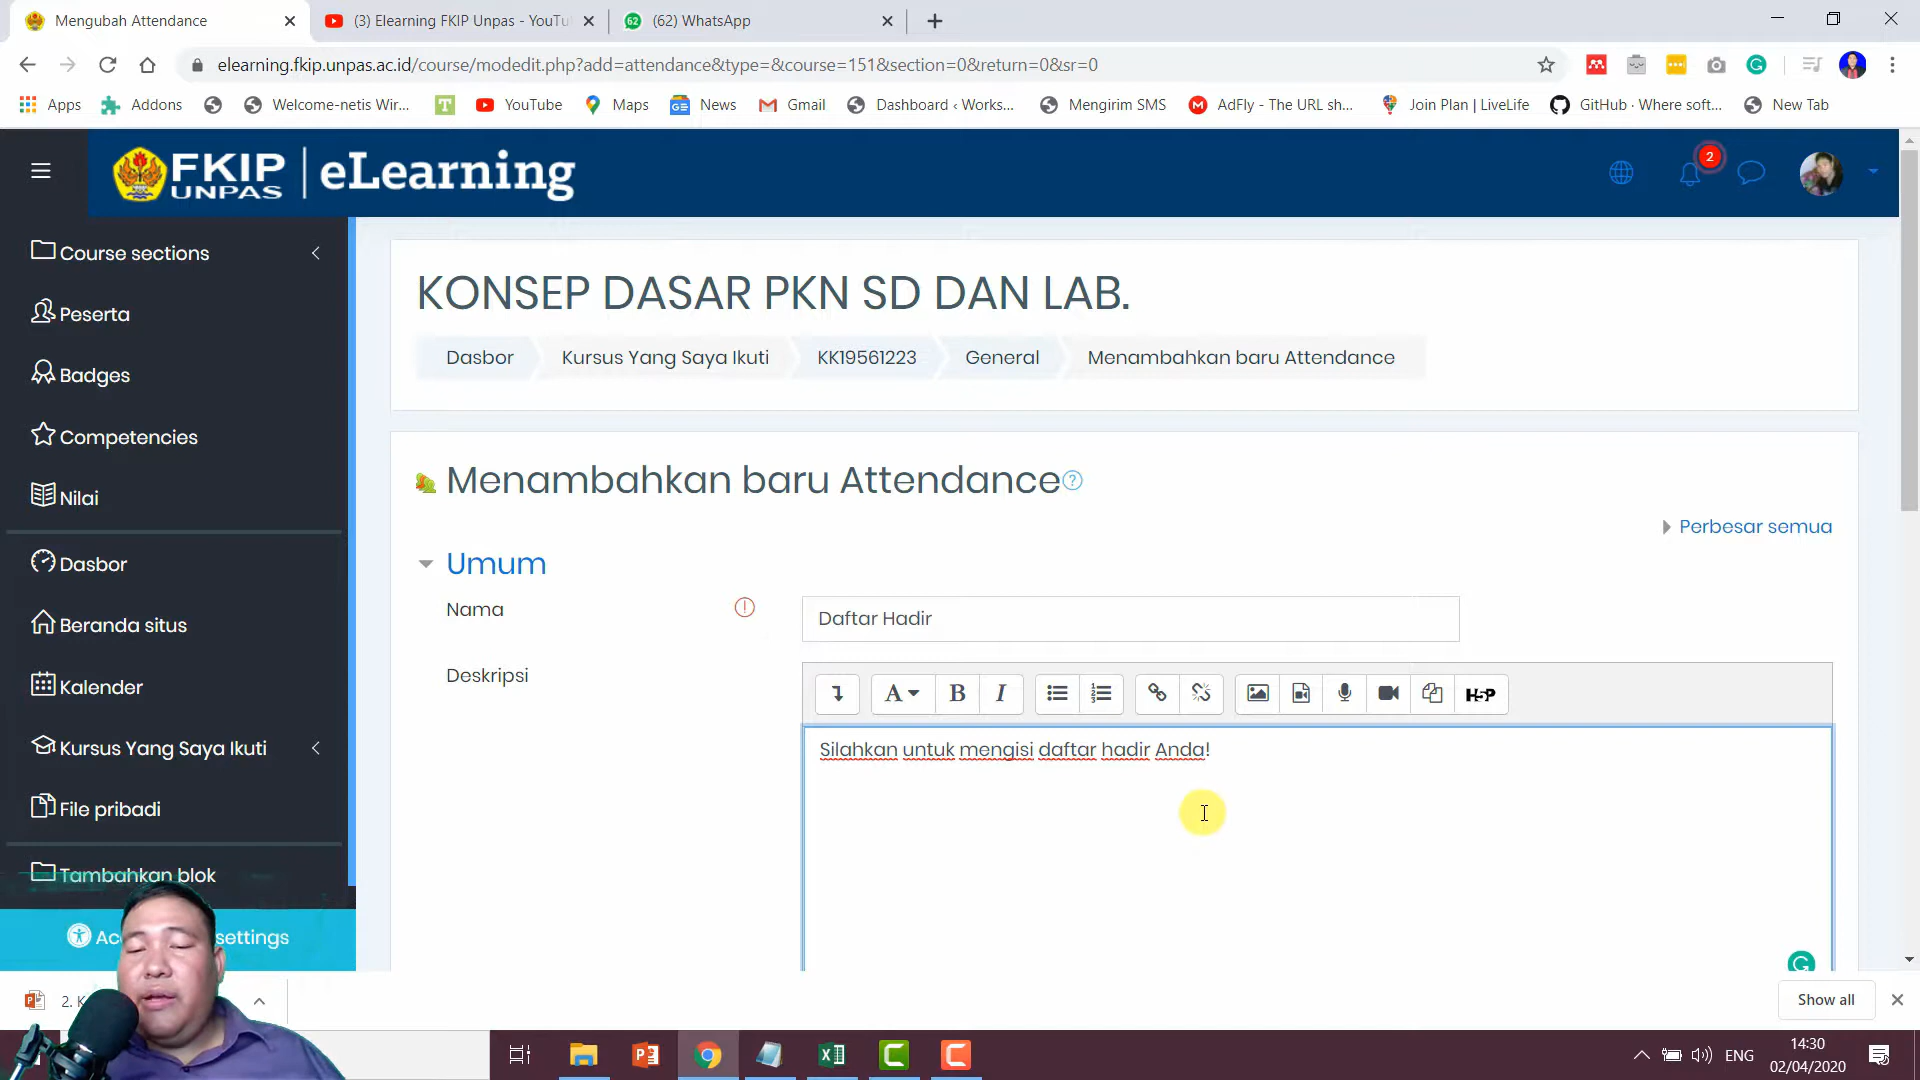 Mengubah Attendance
(3) Elearning FKIP Unpas - YouTu
62
(62) WhatsApp
elearning.fkip.unpas.ac.id/course/modedit.php?add=attendance&type=&course=151&section=0&return=0&sr=0
Apps
Addons
Welcome-netis Wir...
T
YouTube
Maps
News
Gmail
Dashboard ‹ Works...
Mengirim SMS
AdFly - The URL sh...
Join Plan | LiveLife
GitHub · Where soft...
New Tab
FKIP
UNPAS
eLearning
2
Course sections
Peserta
Badges
Competencies
Nilai
Dasbor
Beranda situs
Kalender
Kursus Yang Saya Ikuti
File pribadi
Tambahkan blok
settings
KONSEP DASAR PKN SD DAN LAB.
Dasbor
Kursus Yang Saya Ikuti
KK19561223
General
Menambahkan baru Attendance
Menambahkan baru Attendance
Perbesar semua
Umum
Nama
Daftar Hadir
Deskripsi
A
B
I
H5P
Silahkan untuk mengisi daftar hadir Anda!
2.
Show all
ENG
14:30
02/04/2020